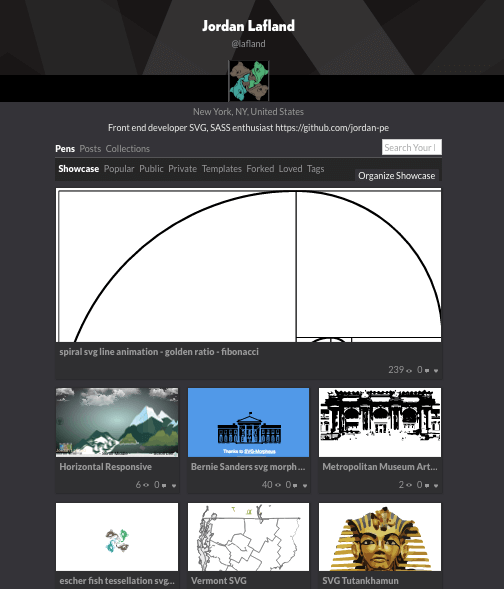 Jordan Lafland
@lafland
New York, NY, United States
Front end developer SVG, SASS enthusiast https://github.com/jordan-pe
Pens Posts Collections
Search Your
Showcase Popular Public Private Templates Forked Loved Tags
Organize Showcase
spiral svg line animation - golden ratio - fibonacci
239 0
Thanks to SVG Morpheus
Horizontal Responsive
Bernie Sanders svg morph ...
Metropolitan Museum Art...
6 0
40 0
2 0
escher fish tessellation svg...
Vermont SVG
SVG Tutankhamun